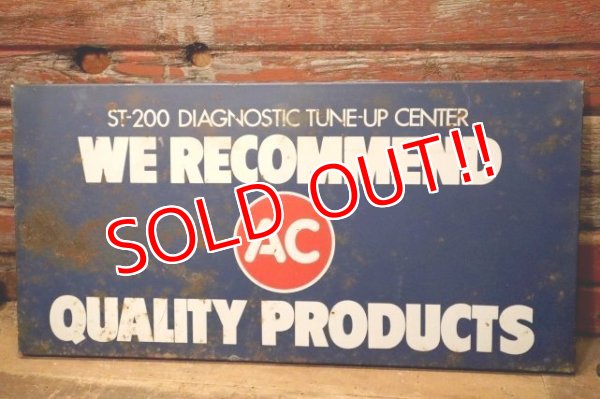 ST-200 DIAGNOSTIC TUNE-UP CENTER
WE RECOMMEND
SOLD OUT!!
AC
QUALITY PRODUCTS